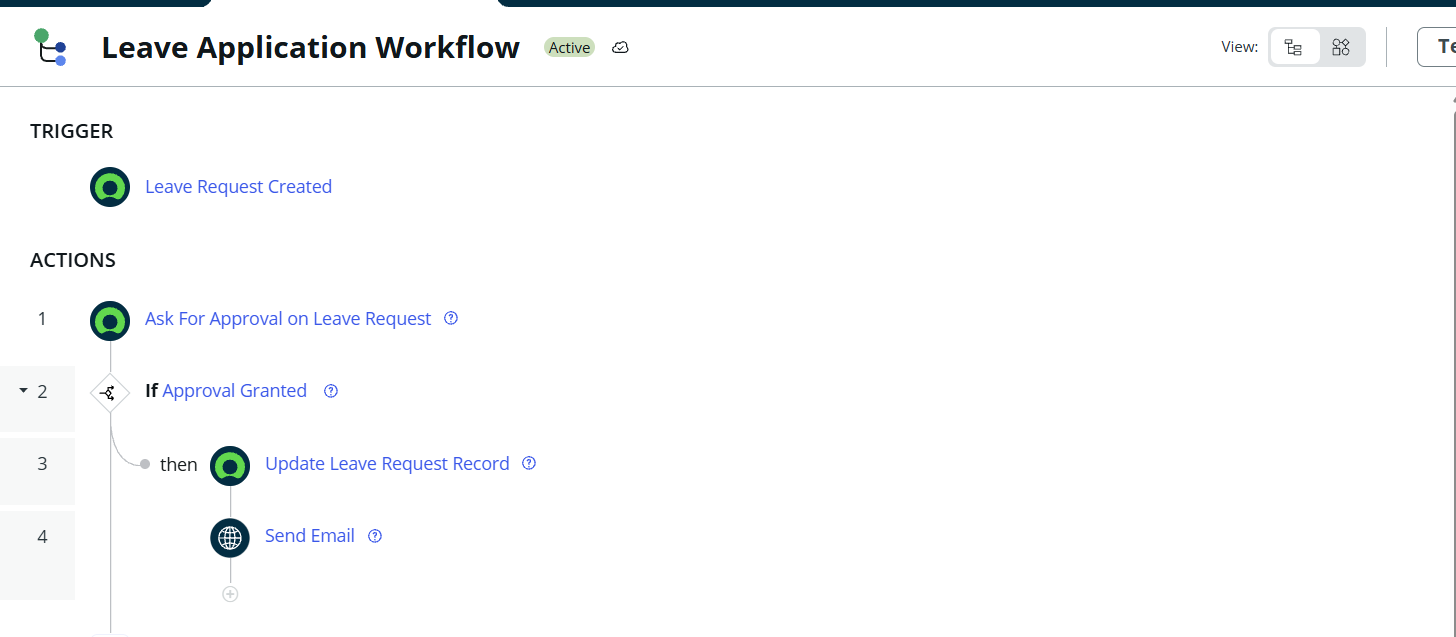 Leave Application Workflow Active View: Te
TRIGGER
Leave Request Created
ACTIONS
1 Ask For Approval on Leave Request ?
2 If Approval Granted ?
3 then Update Leave Request Record ?
4 Send Email ?